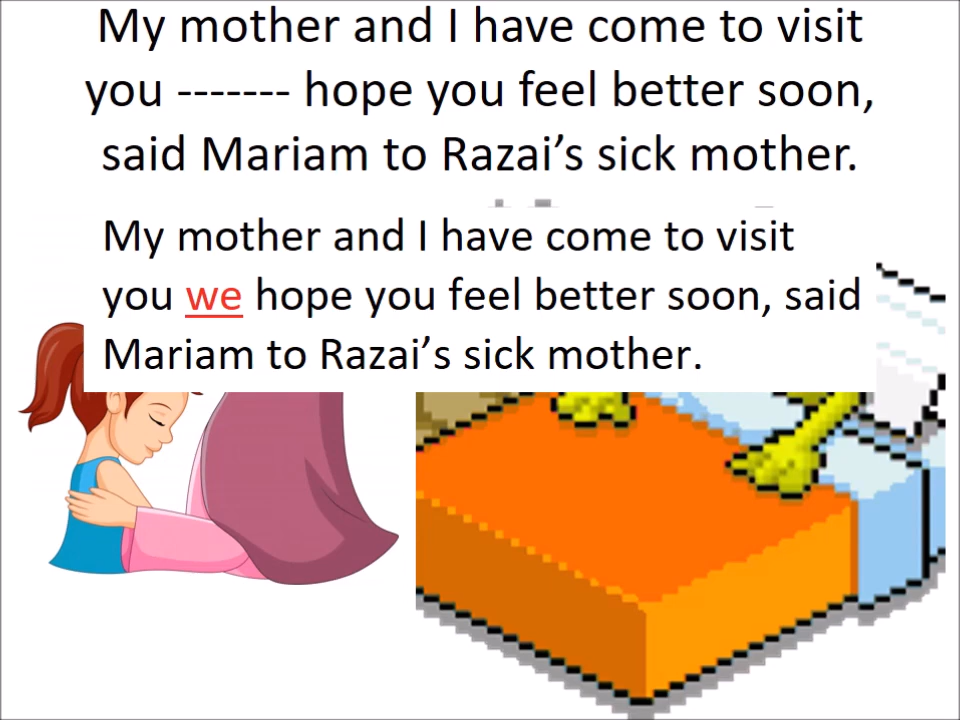 My mother and I have come to visit
you ------- hope you feel better soon,
said Mariam to Razai’s sick mother.
My mother and I have come to visit
you we hope you feel better soon, said
Mariam to Razai’s sick mother.